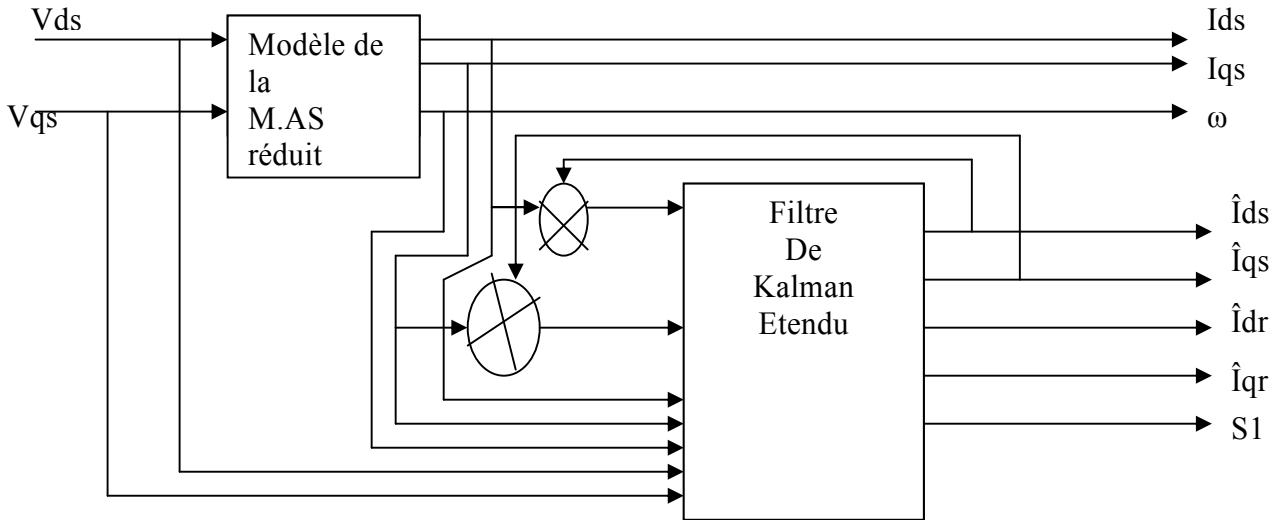 Vds
Vqs
Modèle de
la
M.AS
réduit
Ids
Iqs
ω
Filtre
De
Kalman
Etendu
Îds
Îqs
Îdr
Îqr
S1